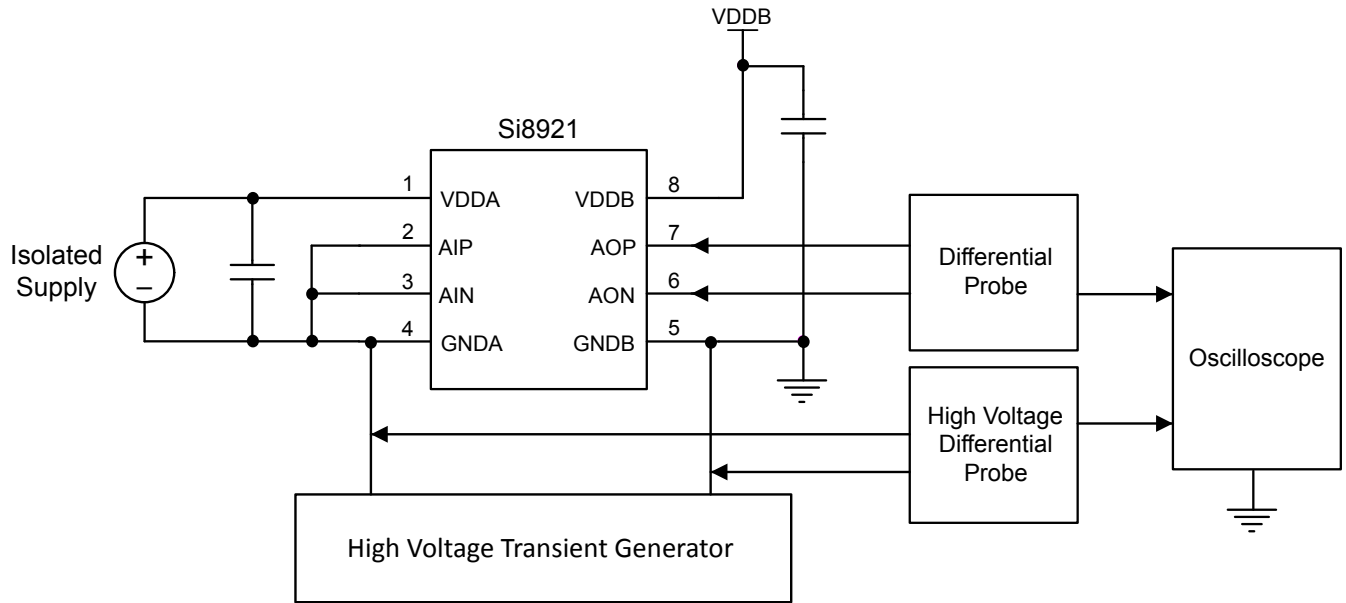 VDDB
Si8921
Isolated
Supply
+
−
1
VDDA
2
AIP
3
AIN
4
GNDA
VDDB
8
AOP
7
AON
6
GNDB
5
Differential
Probe
High Voltage
Differential
Probe
Oscilloscope
High Voltage Transient Generator